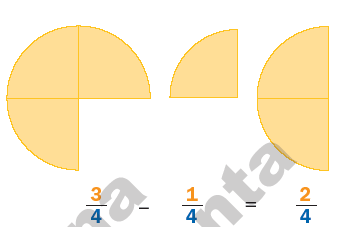 3/4 – 1/4 = 2/4